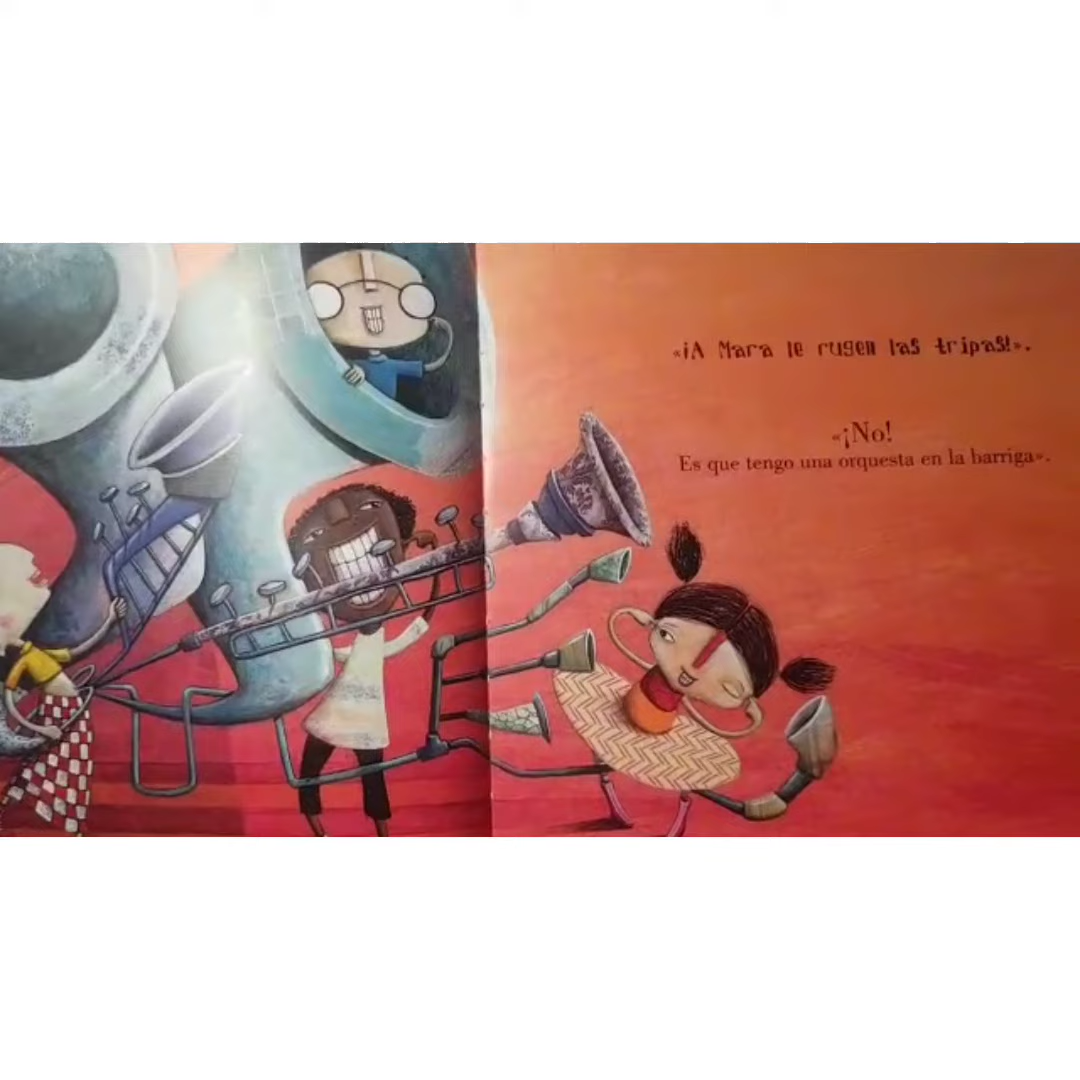 «¡A Mara le rugen las tripas!».
«¡No!
Es que tengo una orquesta en la barriga».